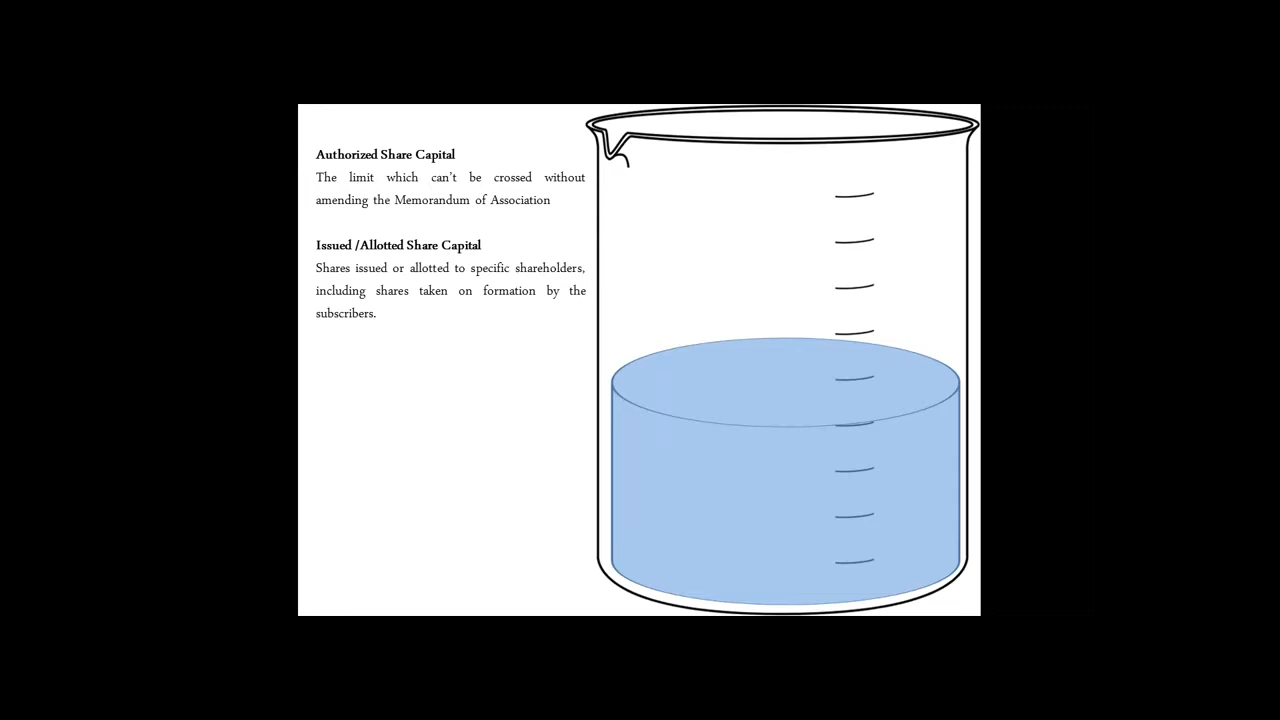 Authorized Share Capital
The limit which can't be crossed without
amending the Memorandum of Association
Issued /Allotted Share Capital
Shares issued or allotted to specific shareholders,
including shares taken on formation by the
subscribers.